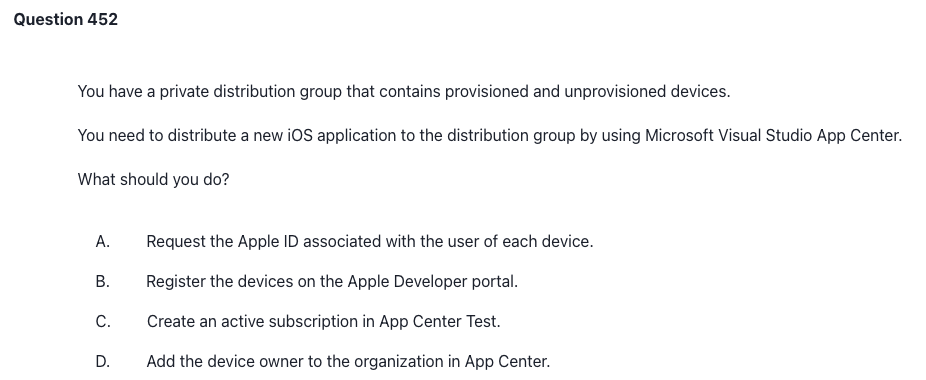 Question 452
You have a private distribution group that contains provisioned and unprovisioned devices.
You need to distribute a new iOS application to the distribution group by using Microsoft Visual Studio App Center.
What should you do?
A. Request the Apple ID associated with the user of each device.
B. Register the devices on the Apple Developer portal.
C. Create an active subscription in App Center Test.
D. Add the device owner to the organization in App Center.